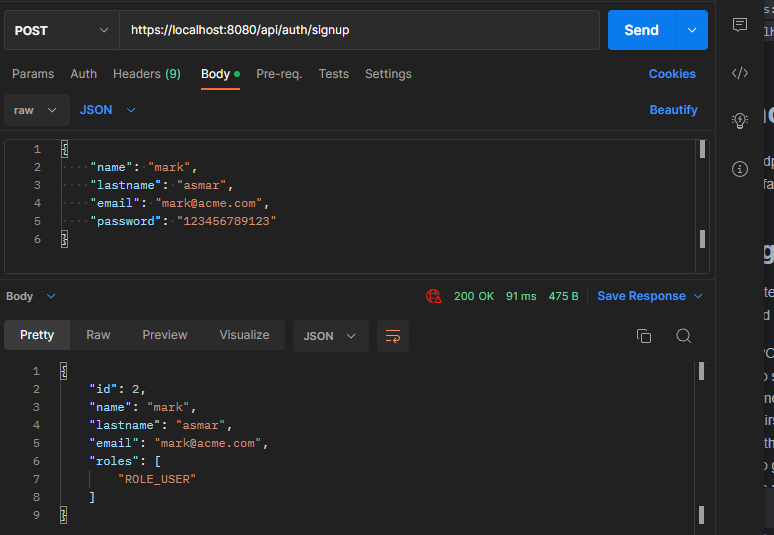 POST https://localhost:8080/api/auth/signup Send
Params Auth Headers (9) Body Pre-req. Tests Settings Cookies
raw JSON Beautify
1 {
2 "name": "mark",
3 "lastname": "asmar",
4 "email": "mark@acme.com",
5 "password": "123456789123"
6 }
Body 200 OK 91 ms 475 B Save Response
Pretty Raw Preview Visualize JSON
1 {
2 "id": 2,
3 "name": "mark",
4 "lastname": "asmar",
5 "email": "mark@acme.com",
6 "roles": [
7 "ROLE_USER"
8 ]
9 }